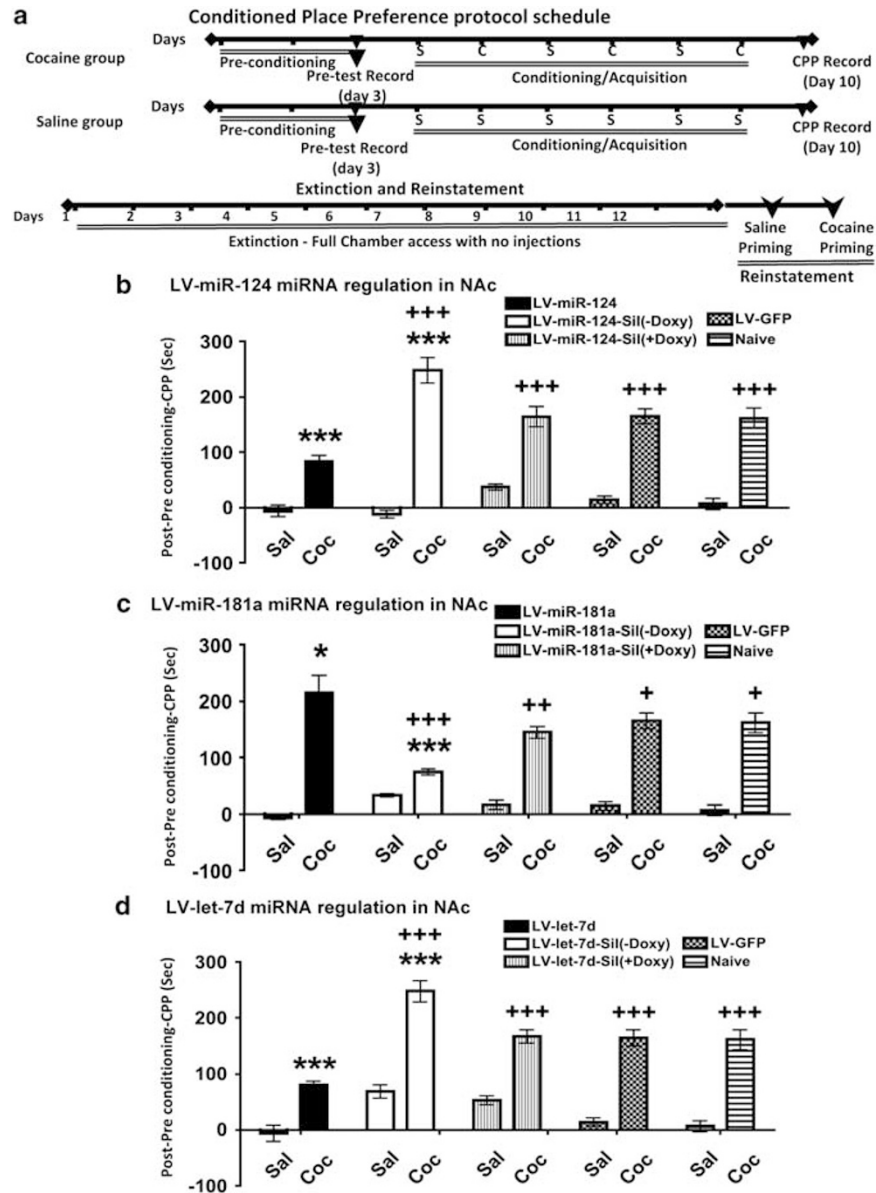 a
Conditioned Place Preference protocol schedule
Days
Cocaine group
S C S C S C
Pre-conditioning
Pre-test Record
(day 3)
Conditioning/Acquisition
CPP Record
(Day 10)
Days
Saline group
S S S S S S
Pre-conditioning
Pre-test Record
(day 3)
Conditioning/Acquisition
CPP Record
(Day 10)
Extinction and Reinstatement
Days 1 2 3 4 5 6 7 8 9 10 11 12
Extinction - Full Chamber access with no injections
Saline Priming
Cocaine Priming
Reinstatement
b LV-miR-124 miRNA regulation in NAc
LV-miR-124
LV-miR-124-Sil(-Doxy) LV-GFP
LV-miR-124-Sil(+Doxy) Naive
Post-Pre conditioning-CPP (Sec)
300
200
100
0
-100
*** 
+++
***
+++ +++ +++
Sal Coc Sal Coc Sal Coc Sal Coc Sal Coc
c LV-miR-181a miRNA regulation in NAc
LV-miR-181a
LV-miR-181a-Sil(-Doxy) LV-GFP
LV-miR-181a-Sil(+Doxy) Naive
Post-Pre conditioning-CPP (Sec)
300
200
100
0
-100
*
+++
***
++ + +
Sal Coc Sal Coc Sal Coc Sal Coc Sal Coc
d LV-let-7d miRNA regulation in NAc
LV-let-7d
LV-let-7d-Sil(-Doxy) LV-GFP
LV-let-7d-Sil(+Doxy) Naive
Post-Pre conditioning-CPP (Sec)
300
200
100
0
-100
***
+++
***
+++ +++ +++
Sal Coc Sal Coc Sal Coc Sal Coc Sal Coc